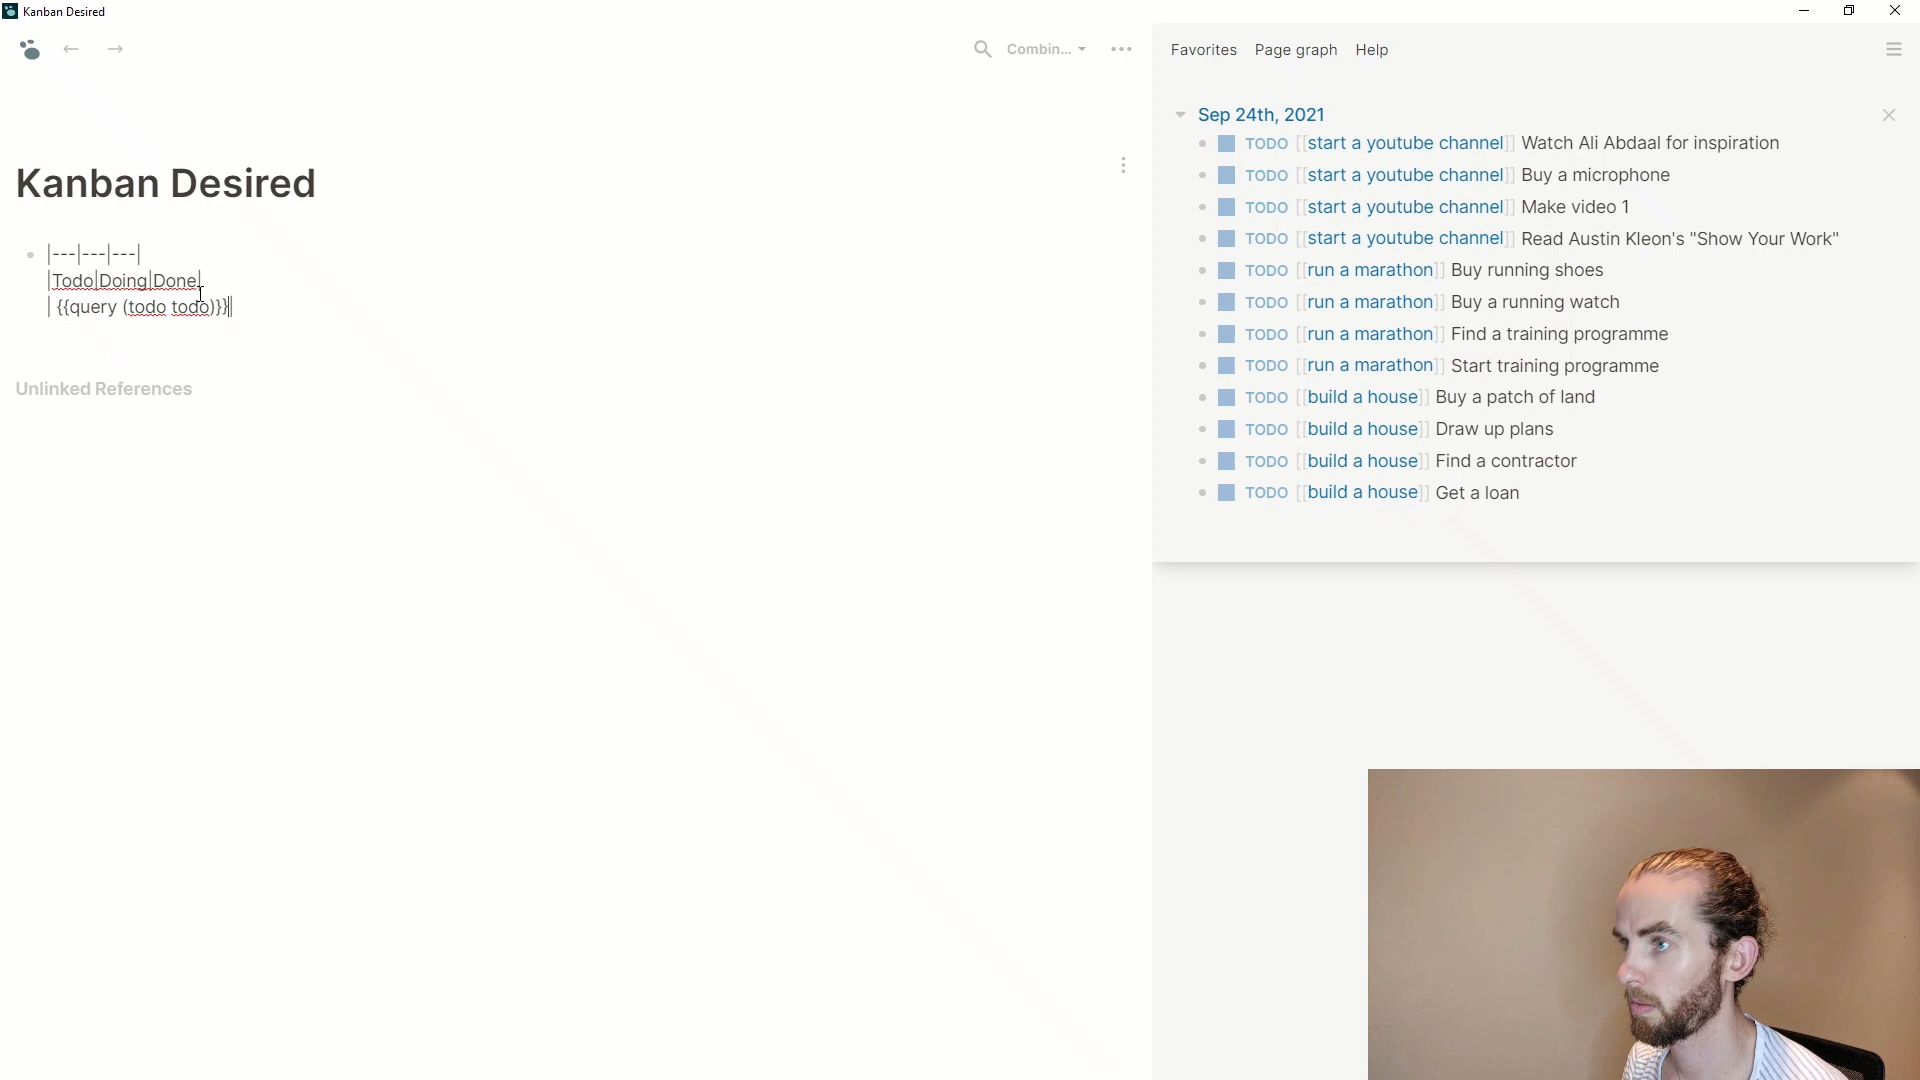 Kanban Desired
Combin...
Favorites Page graph Help
Kanban Desired
|---|---|---|
|Todo|Doing|Done|
| {{query (todo todo)}}|
Unlinked References
Sep 24th, 2021
TODO [[start a youtube channel]] Watch Ali Abdaal for inspiration
TODO [[start a youtube channel]] Buy a microphone
TODO [[start a youtube channel]] Make video 1
TODO [[start a youtube channel]] Read Austin Kleon's "Show Your Work"
TODO [[run a marathon]] Buy running shoes
TODO [[run a marathon]] Buy a running watch
TODO [[run a marathon]] Find a training programme
TODO [[run a marathon]] Start training programme
TODO [[build a house]] Buy a patch of land
TODO [[build a house]] Draw up plans
TODO [[build a house]] Find a contractor
TODO [[build a house]] Get a loan